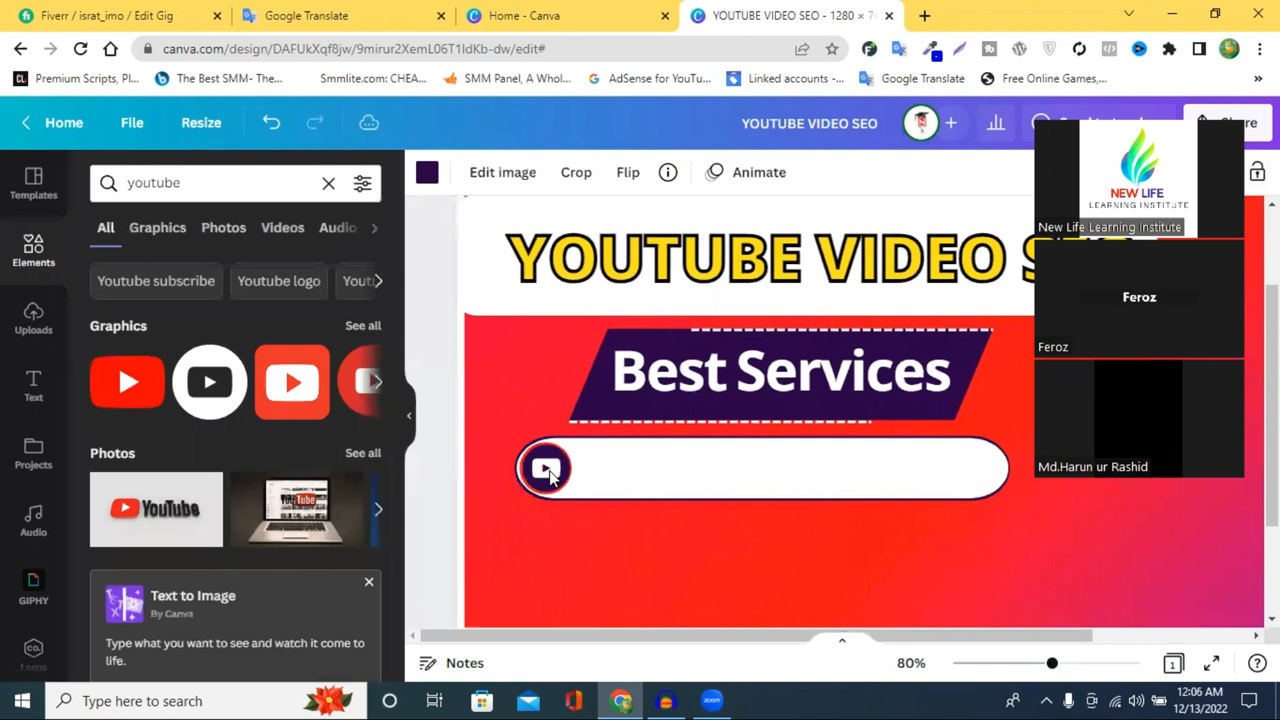 Fiverr / israt_imo / Edit Gig
Google Translate
Home - Canva
YOUTUBE VIDEO SEO - 1280 × 7
canva.com/design/DAFUkXqf8jw/9mirur2XemL06T1IdKb-dw/edit#
Premium Scripts, Pl...
The Best SMM- The...
Smmlite.com: CHEA...
SMM Panel, A Whol...
AdSense for YouTu...
Linked accounts -...
Google Translate
Free Online Games,...
Home
File
Resize
YOUTUBE VIDEO SEO
Share
Templates
youtube
Edit image
Crop
Flip
Animate
All
Graphics
Photos
Videos
Audio
NEW LIFE
LEARNING INSTITUTE
New Life Learning Institute
Elements
YOUTUBE VIDEO
Youtube subscribe
Youtube logo
Yout
Graphics
See all
Uploads
Feroz
Feroz
Best Services
Text
Photos
See all
Projects
Md.Harun ur Rashid
YouTube
YouTube
Audio
GIPHY
Text to Image
By Canva
Type what you want to see and watch it come to
life.
Logos
Notes
80%
1
Type here to search
zoom
12:06 AM
12/13/2022